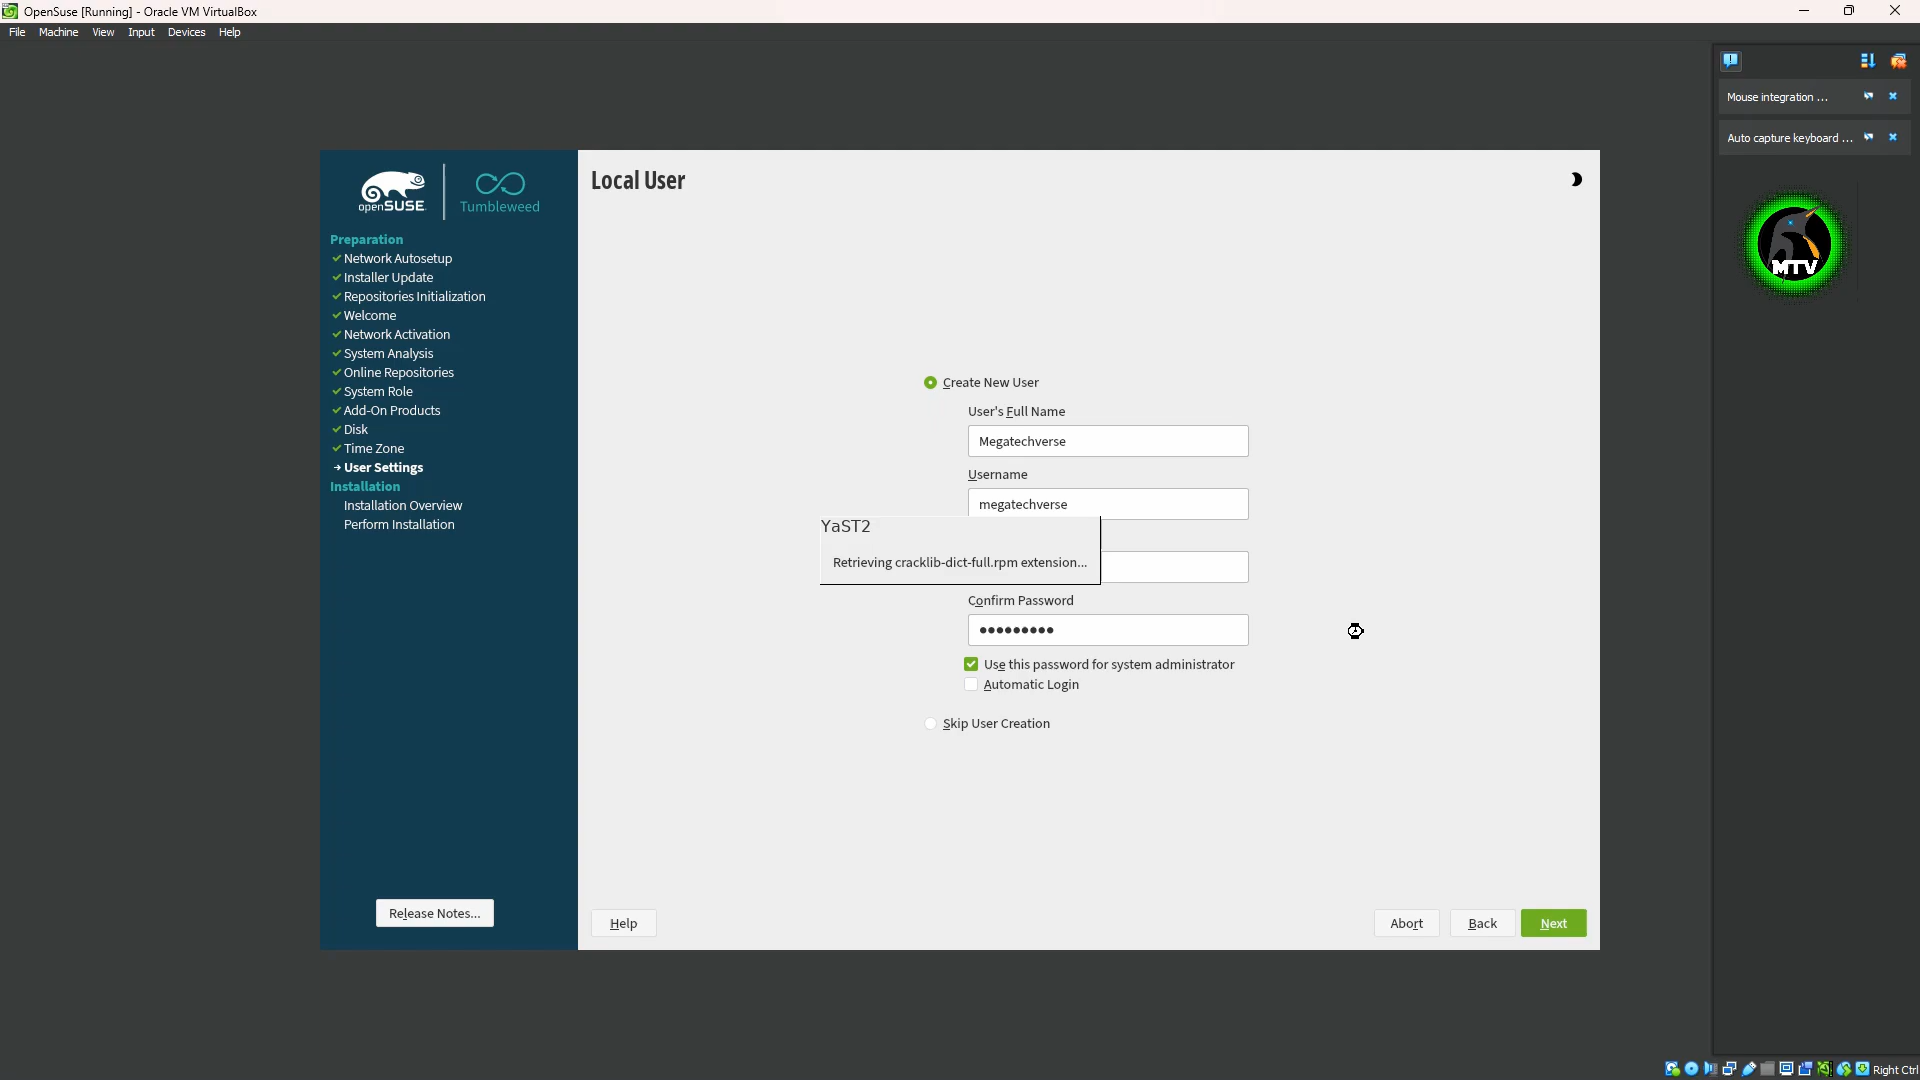 OpenSuse [Running] - Oracle VM VirtualBox
File Machine View Input Devices Help
Mouse integration ...
Auto capture keyboard ...
MTV
openSUSE
Tumbleweed
Preparation
Network Autosetup
Installer Update
Repositories Initialization
Welcome
Network Activation
System Analysis
Online Repositories
System Role
Add-On Products
Disk
Time Zone
User Settings
Installation
Installation Overview
Perform Installation
Release Notes...
Local User
Create New User
User's Full Name
Megatechverse
Username
megatechverse
YaST2
Retrieving cracklib-dict-full.rpm extension...
Confirm Password
●●●●●●●●●
Use this password for system administrator
Automatic Login
Skip User Creation
Help
Abort
Back
Next
Right Ctrl